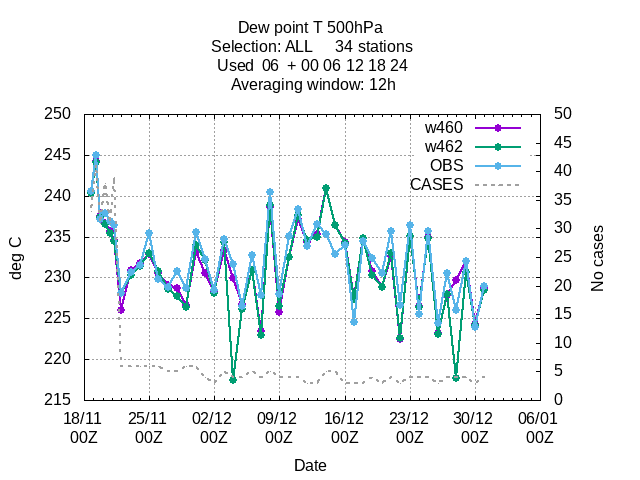 Dew point T 500hPa
Selection: ALL 34 stations
Used 06 + 00 06 12 18 24
Averaging window: 12h
250
245
240
235
230
225
220
215
deg C
50
45
40
35
30
25
20
15
10
5
0
No cases
w460
w462
OBS
CASES
18/11 25/11 02/12 09/12 16/12 23/12 30/12 06/01
00Z 00Z 00Z 00Z 00Z 00Z 00Z 00Z
Date